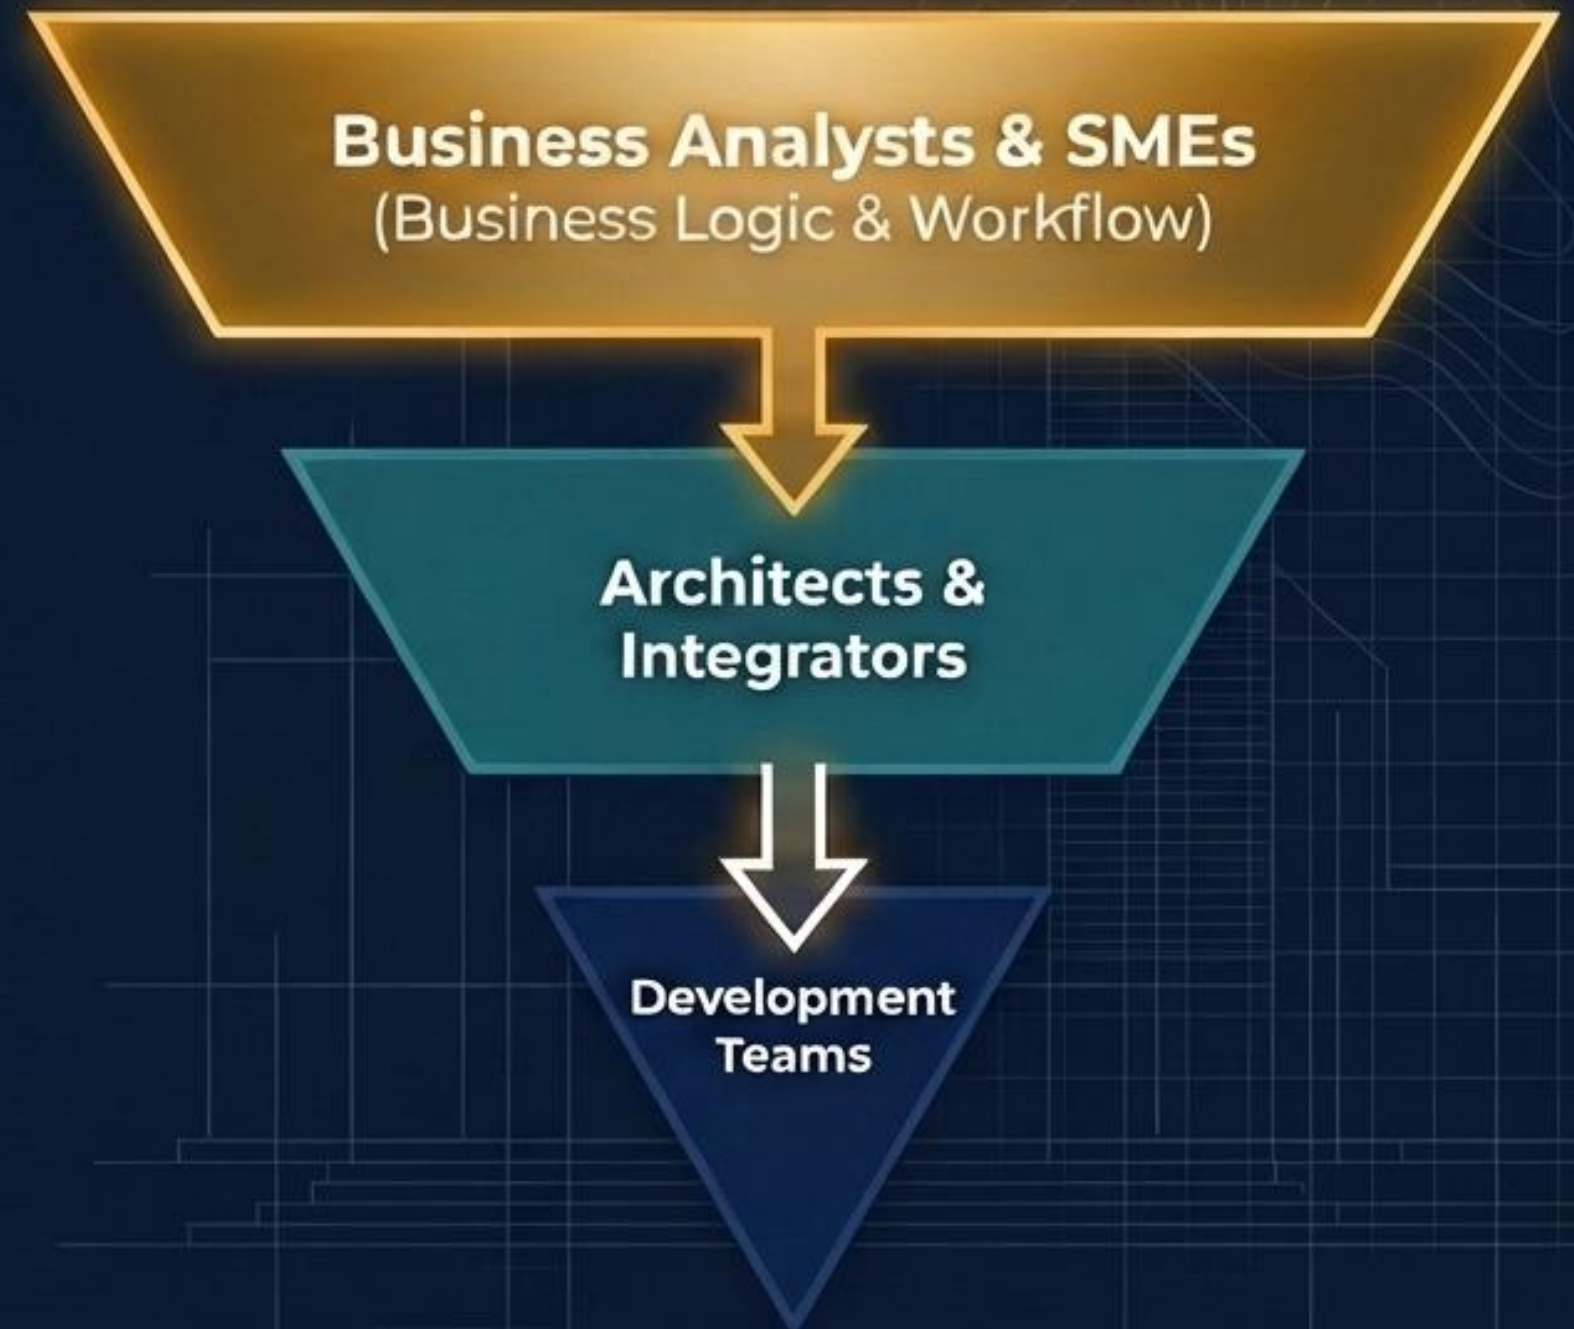 Business Analysts & SMEs
(Business Logic & Workflow)
Architects &
Integrators
Development
Teams